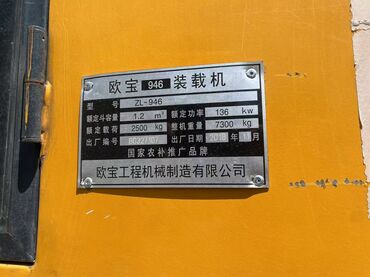 欧宝 946 装载机
型 号 ZL-946
额定斗容量 1.2 m³ 额定功率 136 kw
额定载荷 2500 kg 整机重量 7300 kg
出厂编号 出厂日期 年 月
国家农补推广品牌
欧宝工程机械制造有限公司